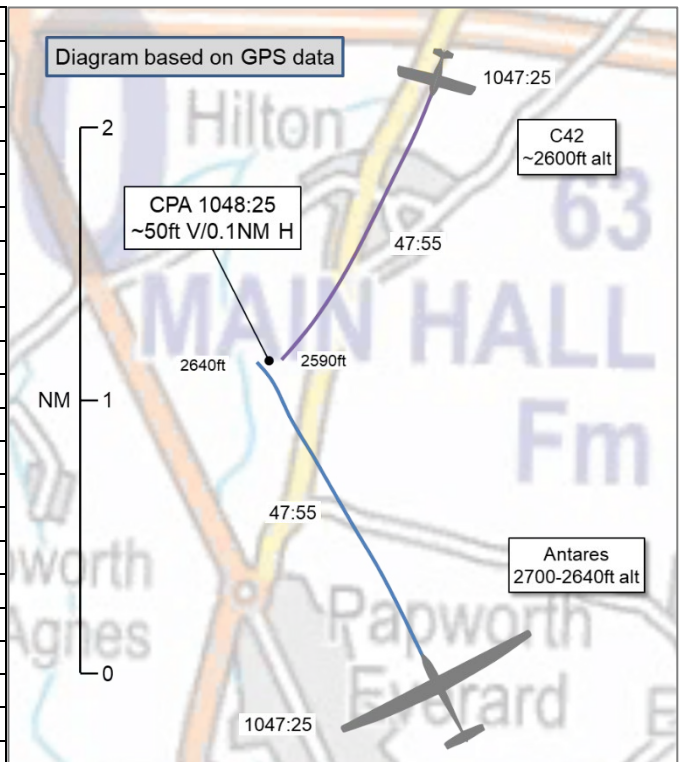 Diagram based on GPS data
1047:25
2
Hilton
C42
~2600ft alt
CPA 1048:25
~50ft V/0.1NM H
63
47:55
MAIN HALL
2640ft
2590ft
NM
1
Fm
47:55
Antares
2700-2640ft alt
worth
Agnes
Papworth
Everard
E
0
1047:25